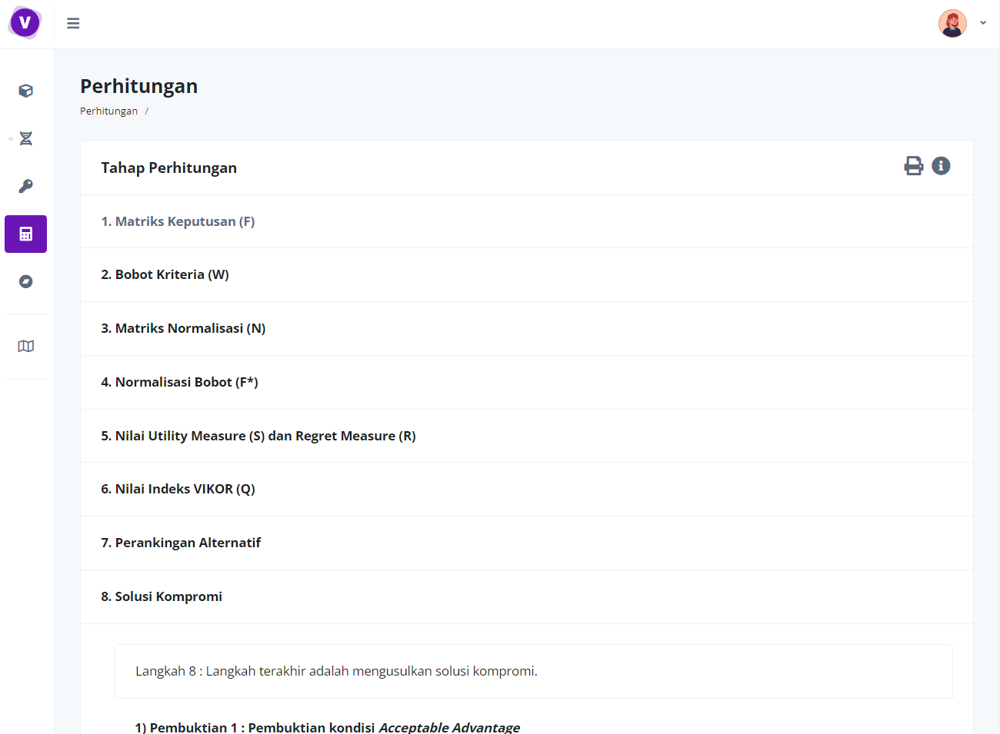 V
Perhitungan
Perhitungan /
Tahap Perhitungan
1. Matriks Keputusan (F)
2. Bobot Kriteria (W)
3. Matriks Normalisasi (N)
4. Normalisasi Bobot (F*)
5. Nilai Utility Measure (S) dan Regret Measure (R)
6. Nilai Indeks VIKOR (Q)
7. Perankingan Alternatif
8. Solusi Kompromi
Langkah 8 : Langkah terakhir adalah mengusulkan solusi kompromi.
1) Pembuktian 1 : Pembuktian kondisi Acceptable Advantage